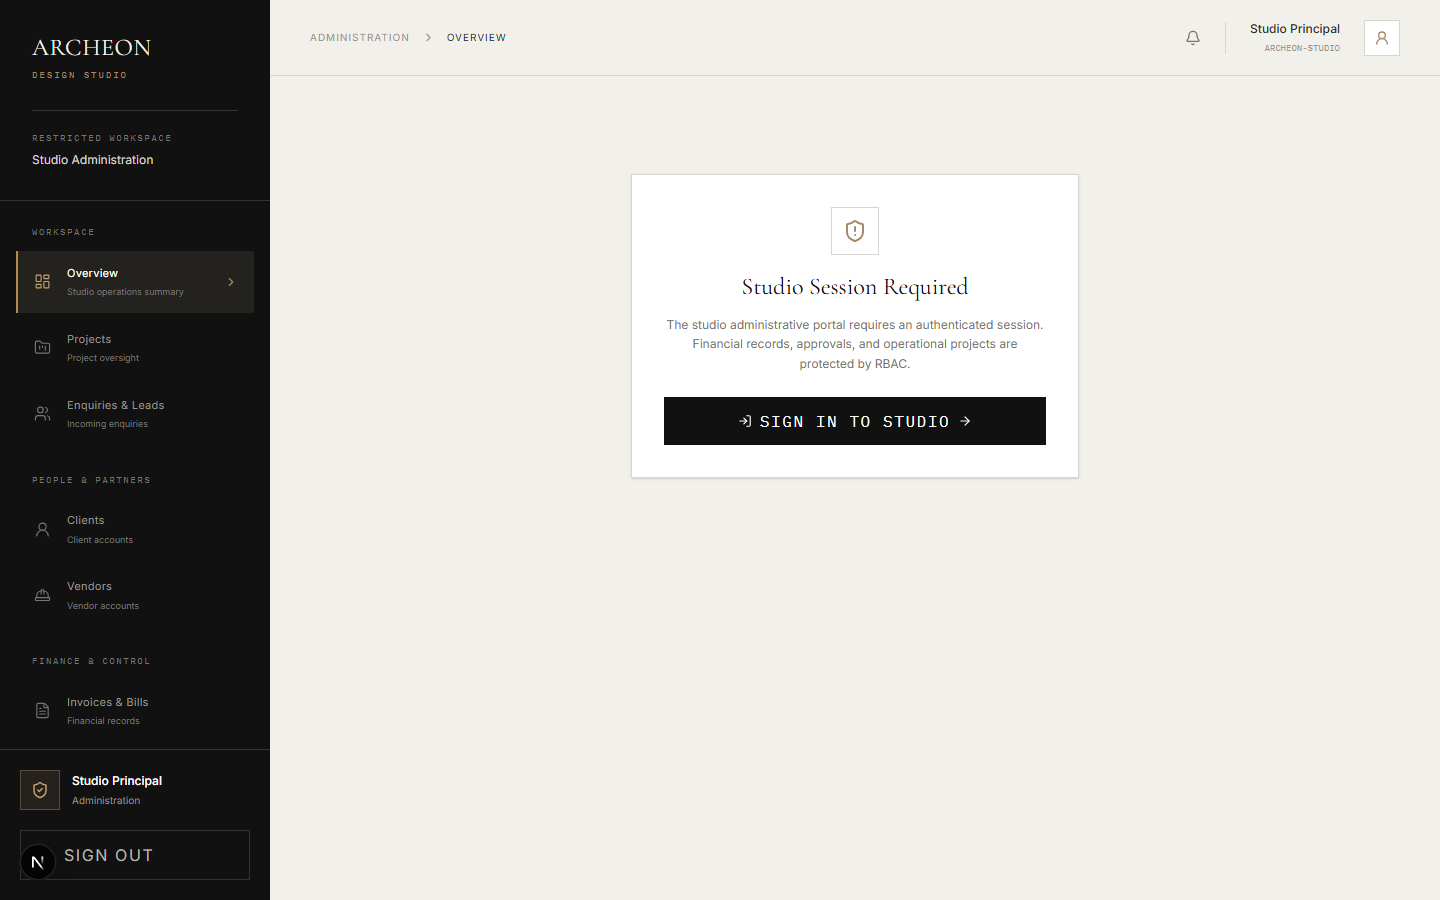 ARCHEON
DESIGN STUDIO
RESTRICTED WORKSPACE
Studio Administration
WORKSPACE
Overview
Studio operations summary
Projects
Project oversight
Enquiries & Leads
Incoming enquiries
PEOPLE & PARTNERS
Clients
Client accounts
Vendors
Vendor accounts
FINANCE & CONTROL
Invoices & Bills
Financial records
Studio Principal
Administration
N
SIGN OUT
ADMINISTRATION
OVERVIEW
Studio Principal
ARCHEON-STUDIO
Studio Session Required
The studio administrative portal requires an authenticated session.
Financial records, approvals, and operational projects are
protected by RBAC.
SIGN IN TO STUDIO